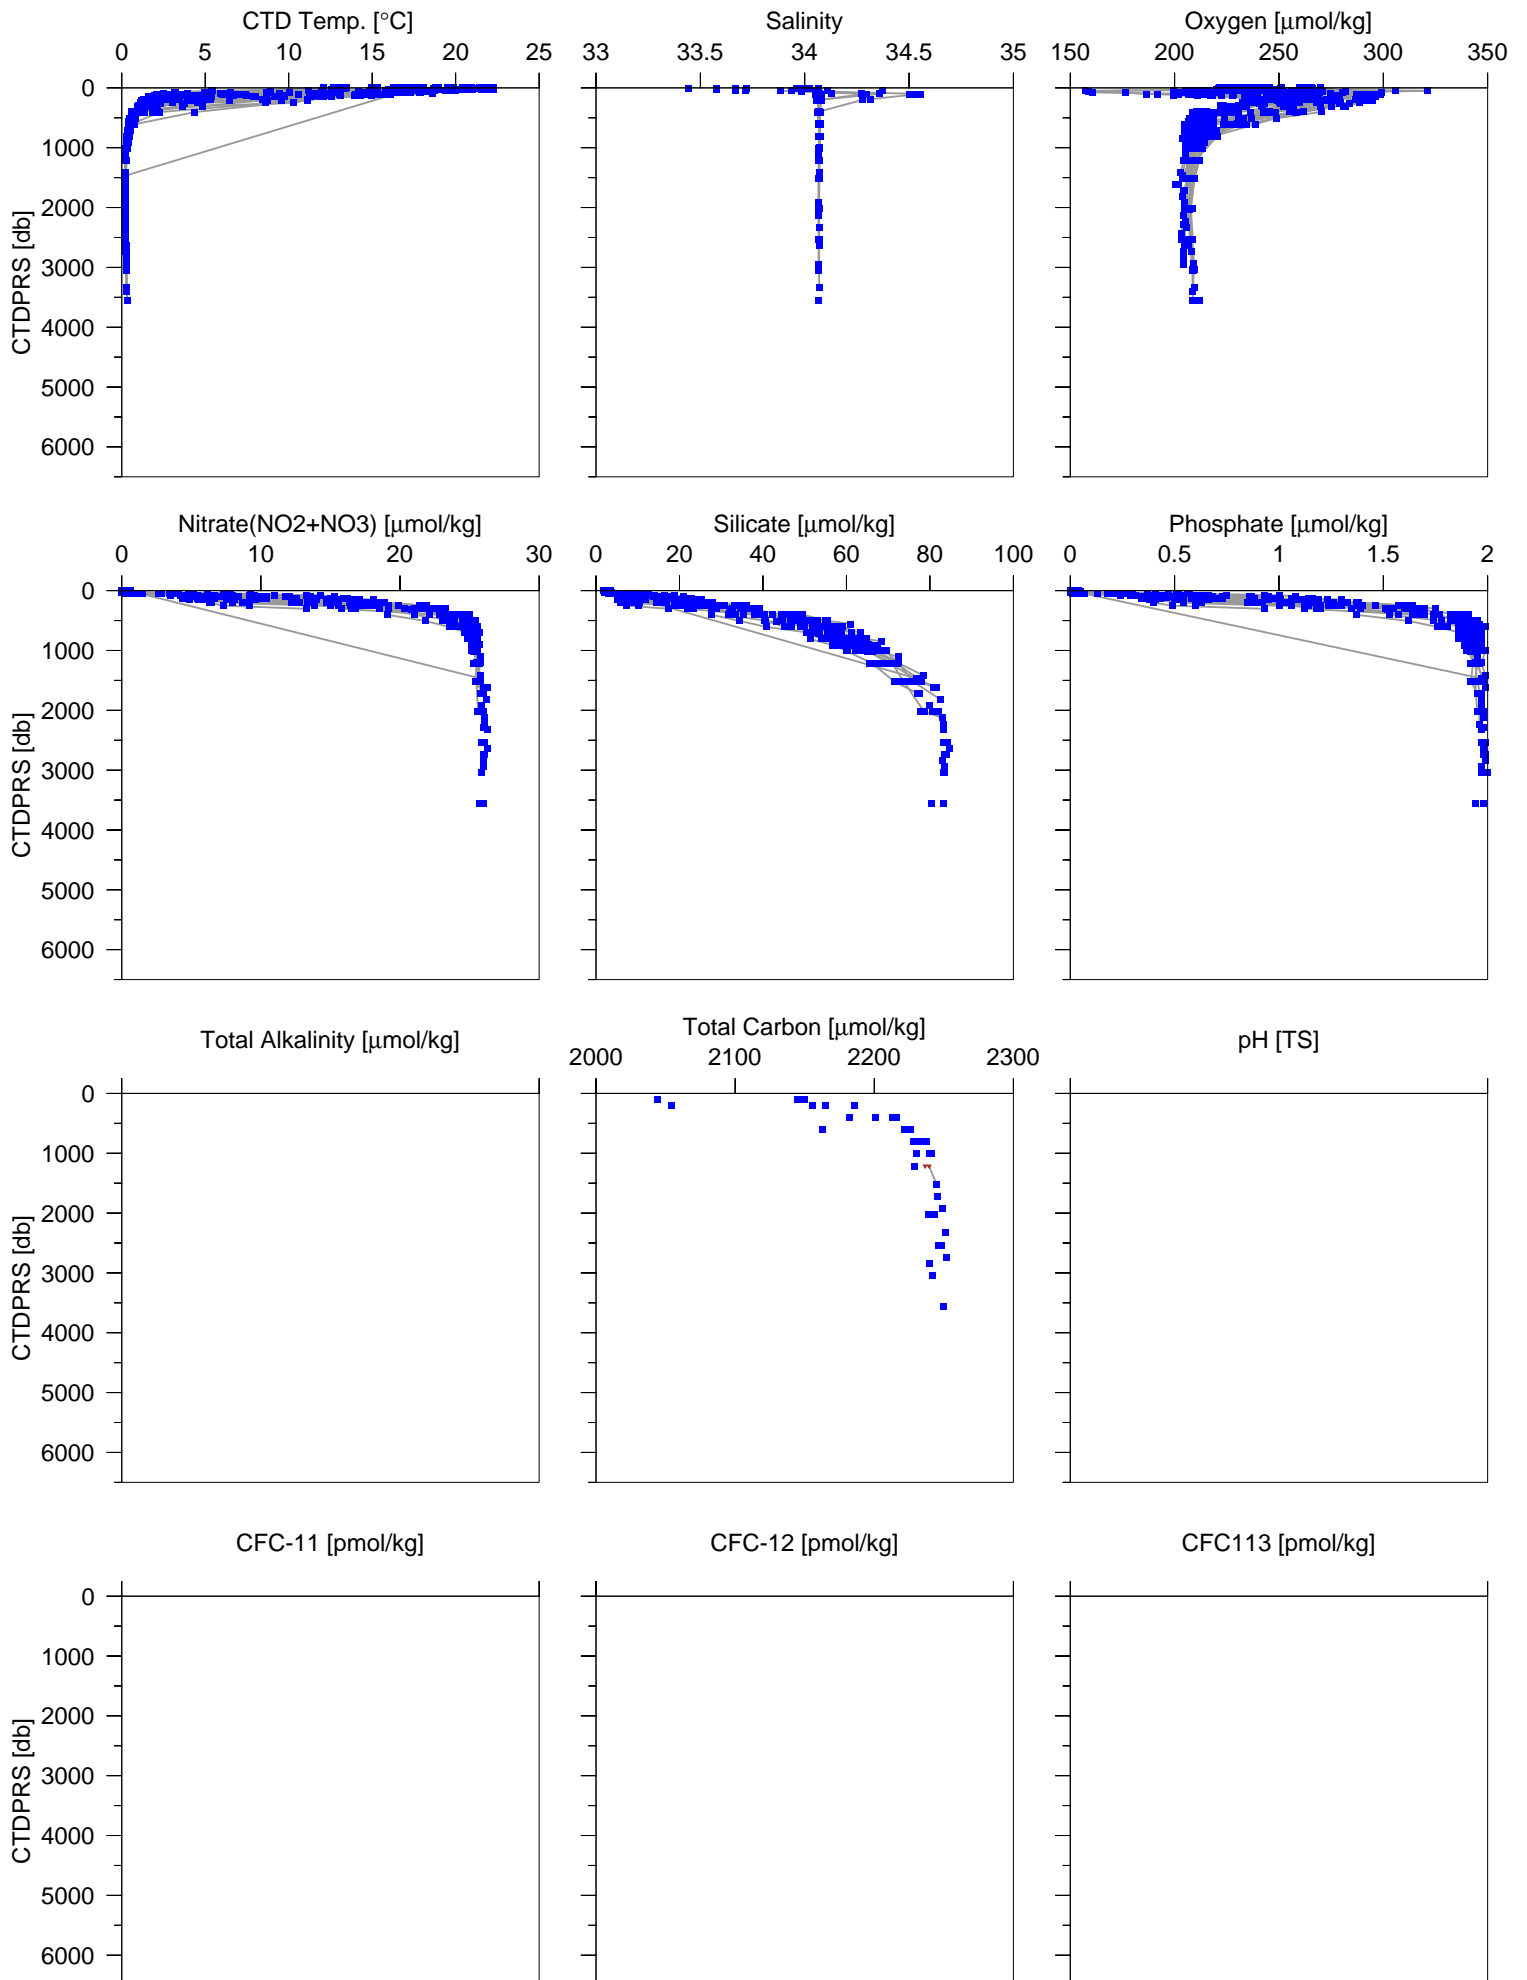 CTD Temp. [°C] Salinity Oxygen [μmol/kg]
0 5 10 15 20 25 33 33.5 34 34.5 35 150 200 250 300 350
0
1000
2000
3000
4000
5000
6000
CTDPRS [db]
Nitrate(NO2+NO3) [μmol/kg] Silicate [μmol/kg] Phosphate [μmol/kg]
0 10 20 30 0 20 40 60 80 100 0 0.5 1 1.5 2
0
1000
2000
3000
4000
5000
6000
CTDPRS [db]
Total Alkalinity [μmol/kg] Total Carbon [μmol/kg] pH [TS]
2000 2100 2200 2300
0
1000
2000
3000
4000
5000
6000
CTDPRS [db]
CFC-11 [pmol/kg] CFC-12 [pmol/kg] CFC113 [pmol/kg]
0
1000
2000
3000
4000
5000
6000
CTDPRS [db]